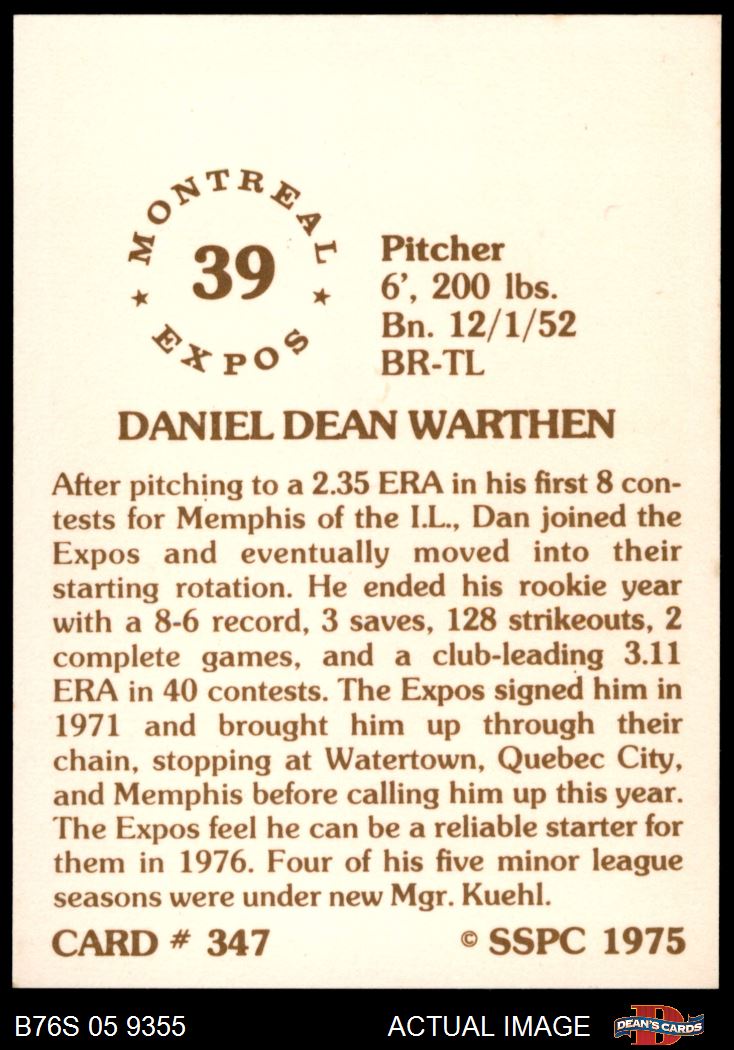 MONTREAL
39
★ ★
EXPOS
Pitcher
6', 200 lbs.
Bn. 12/1/52
BR-TL
DANIEL DEAN WARTHEN
After pitching to a 2.35 ERA in his first 8 con-
tests for Memphis of the I.L., Dan joined the
Expos and eventually moved into their
starting rotation. He ended his rookie year
with a 8-6 record, 3 saves, 128 strikeouts, 2
complete games, and a club-leading 3.11
ERA in 40 contests. The Expos signed him in
1971 and brought him up through their
chain, stopping at Watertown, Quebec City,
and Memphis before calling him up this year.
The Expos feel he can be a reliable starter for
them in 1976. Four of his five minor league
seasons were under new Mgr. Kuehl.
CARD # 347 © SSPC 1975
B76S 05 9355 ACTUAL IMAGE D DEAN'S CARDS